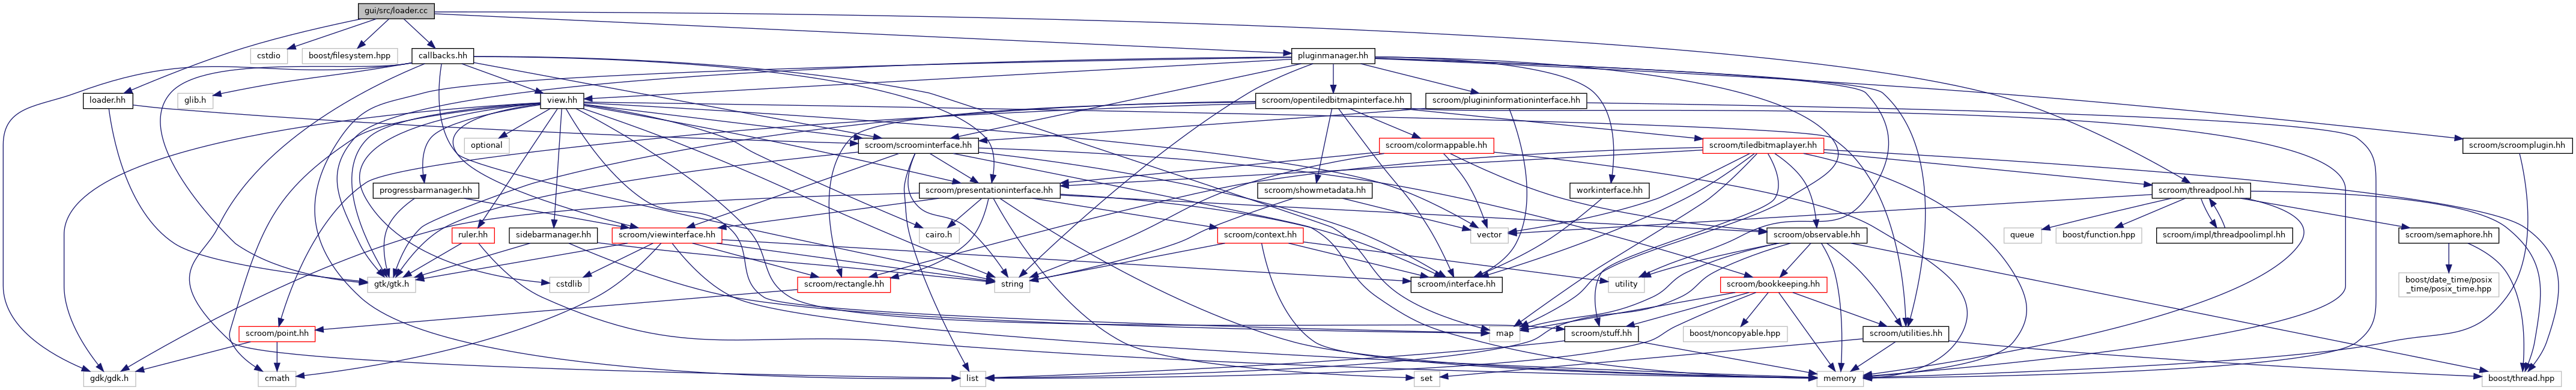 gui/src/loader.cc
cstdio
boost/filesystem.hpp
callbacks.hh
pluginmanager.hh
loader.hh
glib.h
view.hh
scroom/opentiledbitmapinterface.hh
scroom/plugininformationinterface.hh
optional
scroom/scroominterface.hh
scroom/colormappable.hh
scroom/tiledbitmaplayer.hh
scroom/scroomplugin.hh
progressbarmanager.hh
scroom/presentationinterface.hh
scroom/showmetadata.hh
workinterface.hh
scroom/threadpool.hh
ruler.hh
sidebarmanager.hh
scroom/viewinterface.hh
cairo.h
scroom/context.hh
vector
scroom/observable.hh
queue
boost/function.hpp
scroom/impl/threadpoolimpl.hh
scroom/semaphore.hh
gtk/gtk.h
cstdlib
scroom/rectangle.hh
string
scroom/interface.hh
utility
scroom/bookkeeping.hh
boost/date_time/posix
_time/posix_time.hpp
scroom/point.hh
map
scroom/stuff.hh
boost/noncopyable.hpp
scroom/utilities.hh
gdk/gdk.h
cmath
list
set
memory
boost/thread.hpp